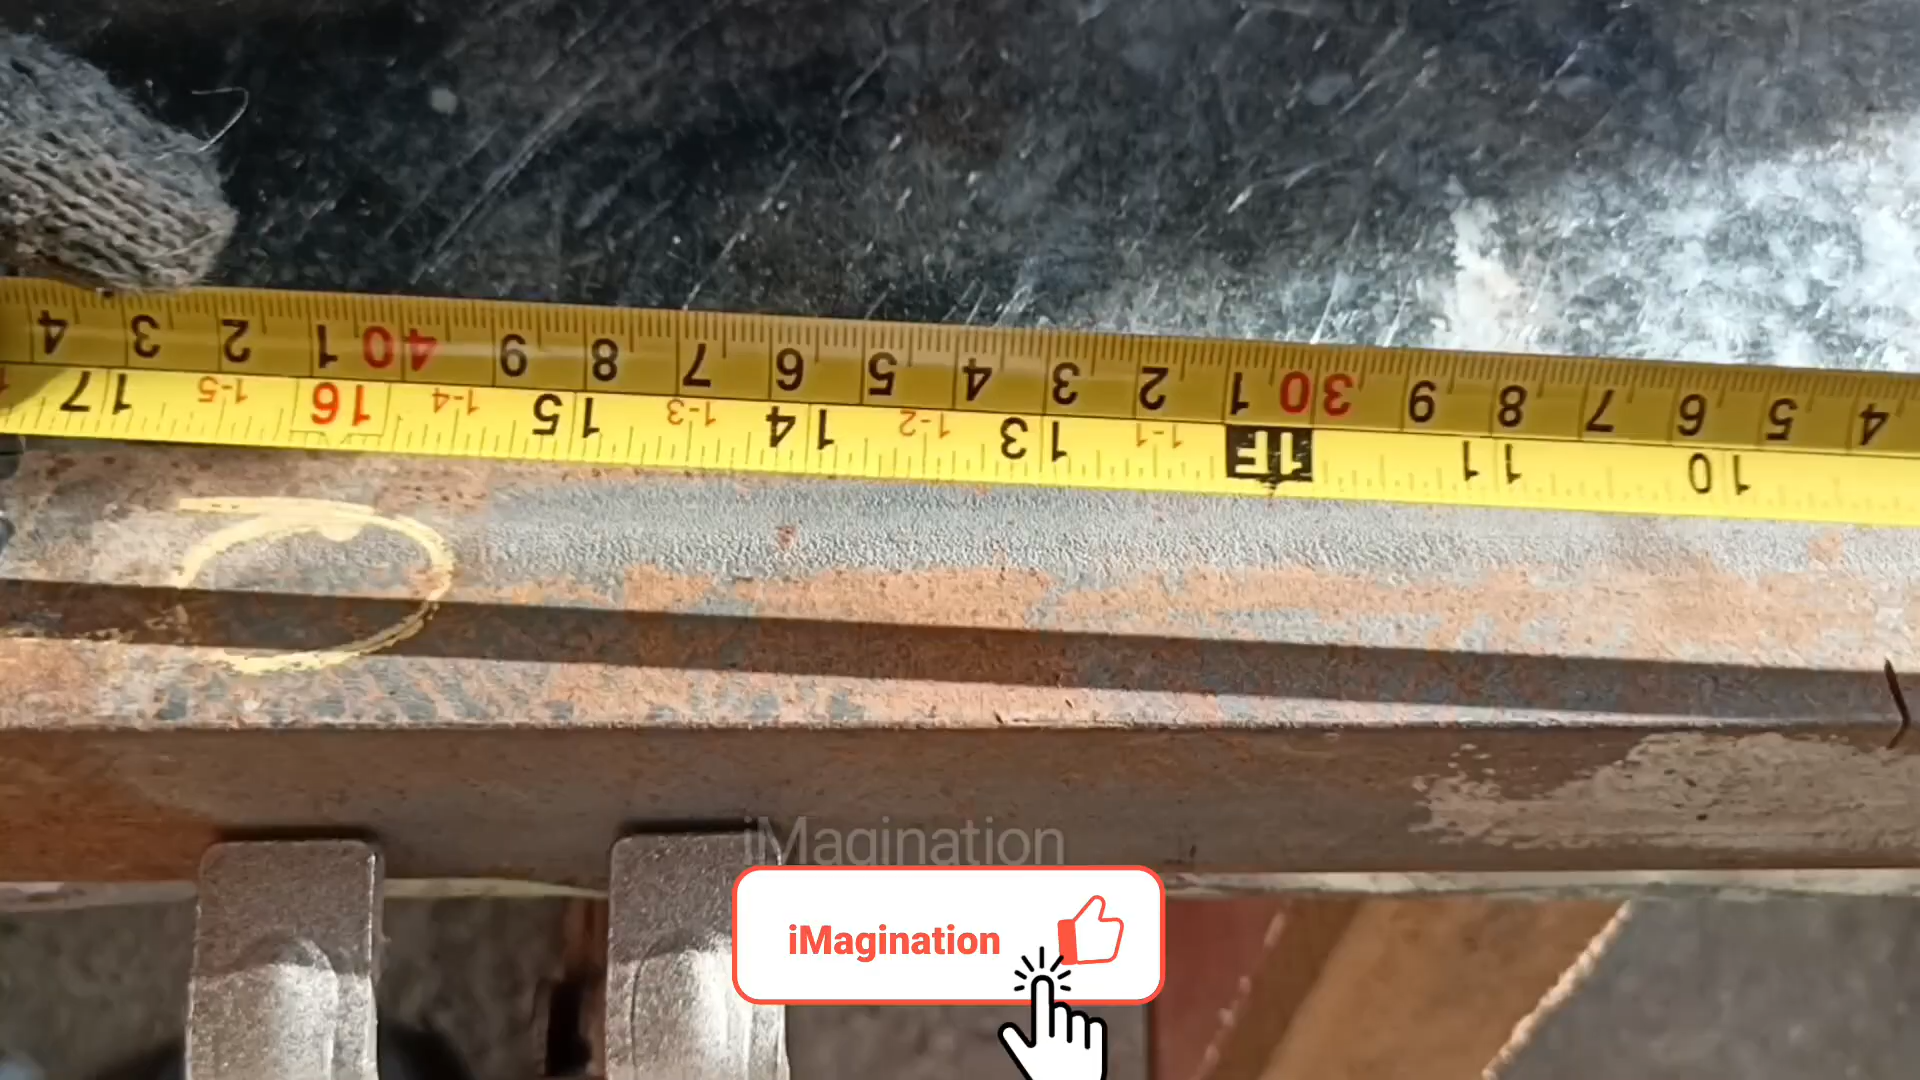 4 3 2 1 40 9 8 7 6 5 4 3 2 1 30 9 8 7 6 5 4
17 1-5 16 1-4 15 1-3 14 1-2 13 1-1 1F 11 10
iMagination
iMagination